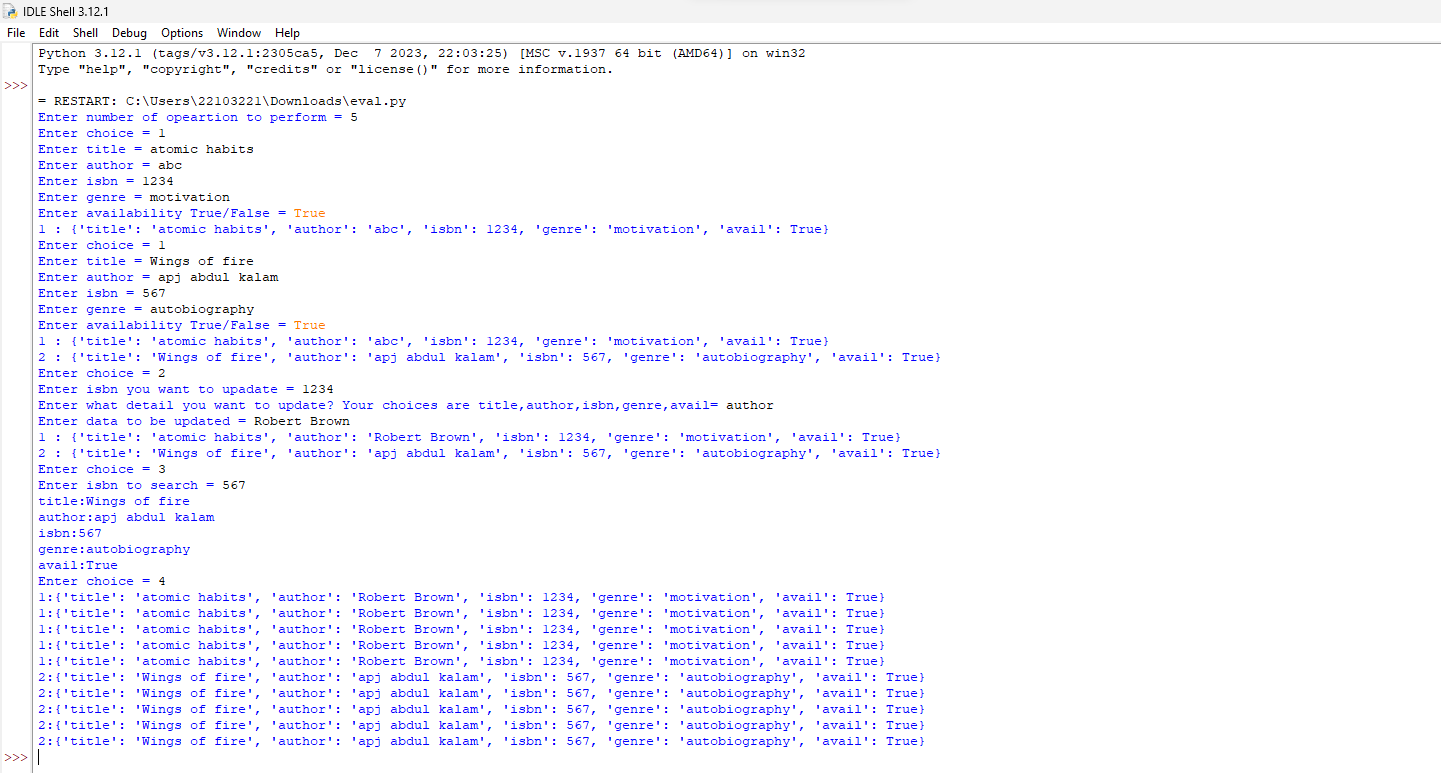 IDLE Shell 3.12.1
File Edit Shell Debug Options Window Help
Python 3.12.1 (tags/v3.12.1:2305ca5, Dec  7 2023, 22:03:25) [MSC v.1937 64 bit (AMD64)] on win32
Type "help", "copyright", "credits" or "license()" for more information.
>>>
= RESTART: C:\Users\22103221\Downloads\eval.py
Enter number of opeartion to perform = 5
Enter choice = 1
Enter title = atomic habits
Enter author = abc
Enter isbn = 1234
Enter genre = motivation
Enter availability True/False = True
1 : {'title': 'atomic habits', 'author': 'abc', 'isbn': 1234, 'genre': 'motivation', 'avail': True}
Enter choice = 1
Enter title = Wings of fire
Enter author = apj abdul kalam
Enter isbn = 567
Enter genre = autobiography
Enter availability True/False = True
1 : {'title': 'atomic habits', 'author': 'abc', 'isbn': 1234, 'genre': 'motivation', 'avail': True}
2 : {'title': 'Wings of fire', 'author': 'apj abdul kalam', 'isbn': 567, 'genre': 'autobiography', 'avail': True}
Enter choice = 2
Enter isbn you want to upadate = 1234
Enter what detail you want to update? Your choices are title,author,isbn,genre,avail= author
Enter data to be updated = Robert Brown
1 : {'title': 'atomic habits', 'author': 'Robert Brown', 'isbn': 1234, 'genre': 'motivation', 'avail': True}
2 : {'title': 'Wings of fire', 'author': 'apj abdul kalam', 'isbn': 567, 'genre': 'autobiography', 'avail': True}
Enter choice = 3
Enter isbn to search = 567
title:Wings of fire
author:apj abdul kalam
isbn:567
genre:autobiography
avail:True
Enter choice = 4
1:{'title': 'atomic habits', 'author': 'Robert Brown', 'isbn': 1234, 'genre': 'motivation', 'avail': True}
1:{'title': 'atomic habits', 'author': 'Robert Brown', 'isbn': 1234, 'genre': 'motivation', 'avail': True}
1:{'title': 'atomic habits', 'author': 'Robert Brown', 'isbn': 1234, 'genre': 'motivation', 'avail': True}
1:{'title': 'atomic habits', 'author': 'Robert Brown', 'isbn': 1234, 'genre': 'motivation', 'avail': True}
1:{'title': 'atomic habits', 'author': 'Robert Brown', 'isbn': 1234, 'genre': 'motivation', 'avail': True}
2:{'title': 'Wings of fire', 'author': 'apj abdul kalam', 'isbn': 567, 'genre': 'autobiography', 'avail': True}
2:{'title': 'Wings of fire', 'author': 'apj abdul kalam', 'isbn': 567, 'genre': 'autobiography', 'avail': True}
2:{'title': 'Wings of fire', 'author': 'apj abdul kalam', 'isbn': 567, 'genre': 'autobiography', 'avail': True}
2:{'title': 'Wings of fire', 'author': 'apj abdul kalam', 'isbn': 567, 'genre': 'autobiography', 'avail': True}
2:{'title': 'Wings of fire', 'author': 'apj abdul kalam', 'isbn': 567, 'genre': 'autobiography', 'avail': True}
>>>